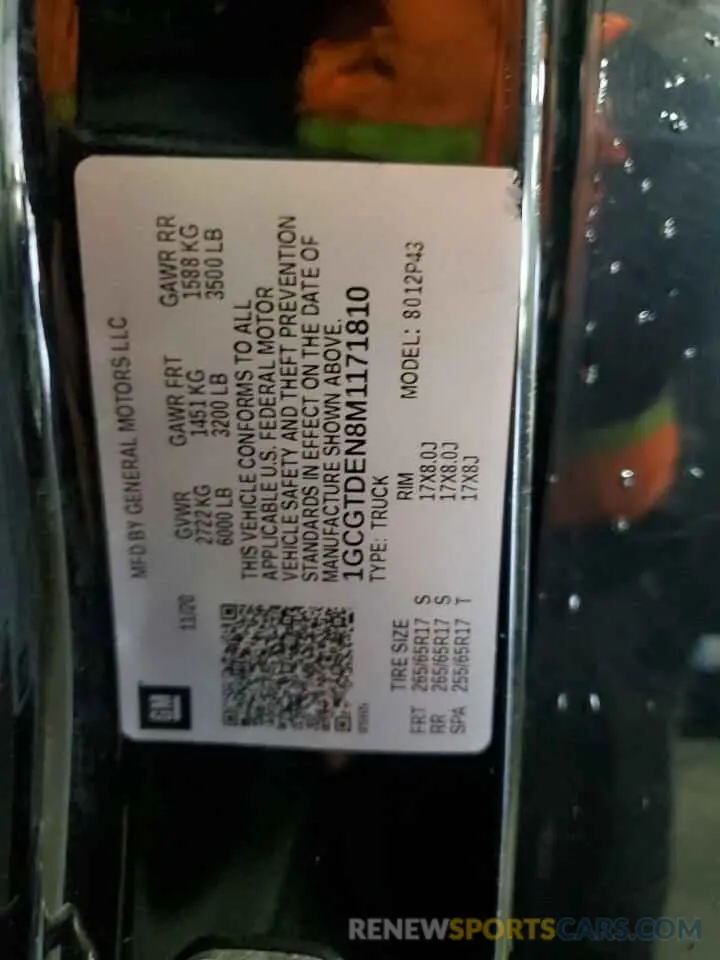 GM
MFD BY GENERAL MOTORS LLC
11/20
GVWR GAWR FRT GAWR RR
2722 KG 1451 KG 1588 KG
6000 LB 3200 LB 3500 LB
THIS VEHICLE CONFORMS TO ALL
APPLICABLE U.S. FEDERAL MOTOR
VEHICLE SAFETY AND THEFT PREVENTION
STANDARDS IN EFFECT ON THE DATE OF
MANUFACTURE SHOWN ABOVE.
1GCGTDEN8M1171810
TYPE: TRUCK MODEL: 8012P43
TIRE SIZE RIM
FRT 265/65R17 S 17X8.0J
RR 265/65R17 S 17X8.0J
SPA 255/65R17 T 17X8J
RENEWSPORTSCARS.COM